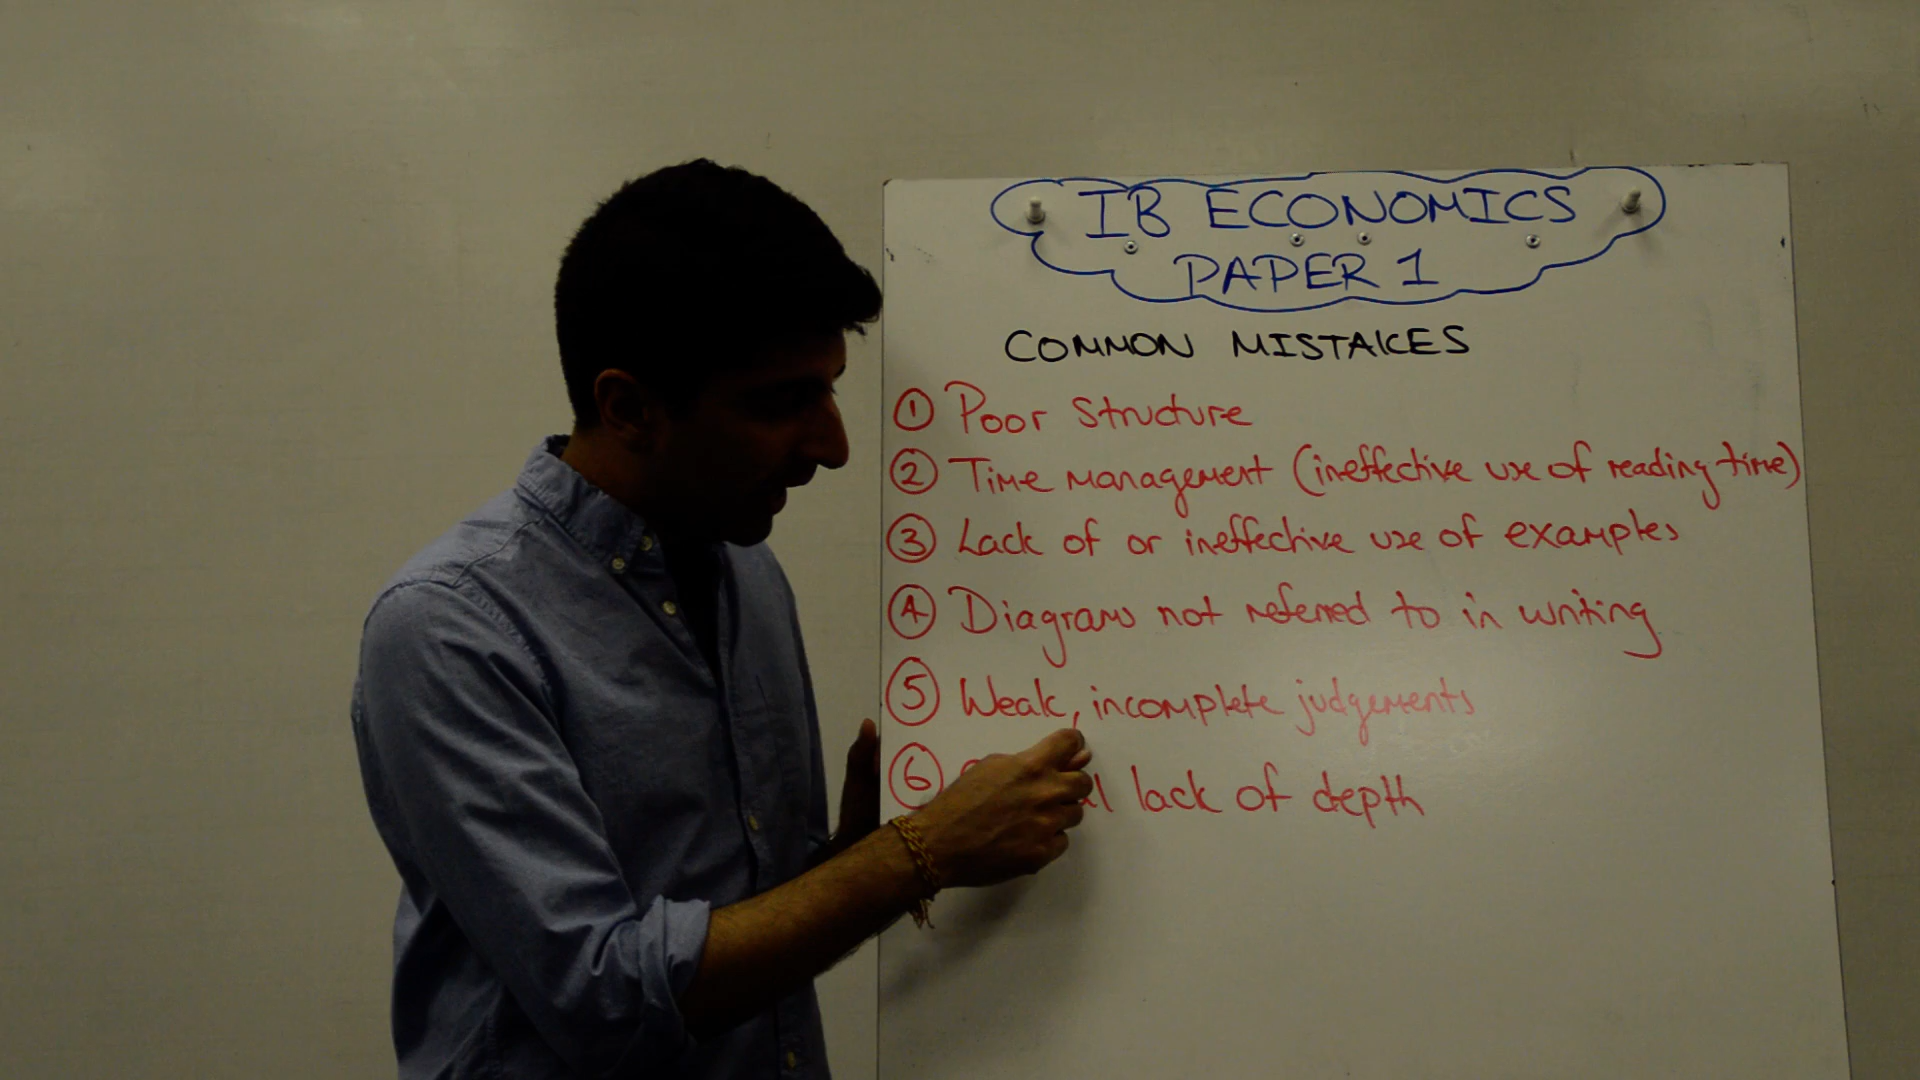 IB ECONOMICS
PAPER 1
COMMON MISTAKES
1 Poor structure
2 Time management (ineffective use of reading time)
3 Lack of or ineffective use of examples
4 Diagrams not referred to in writing
5 Weak, incomplete judgements
6 lack of depth